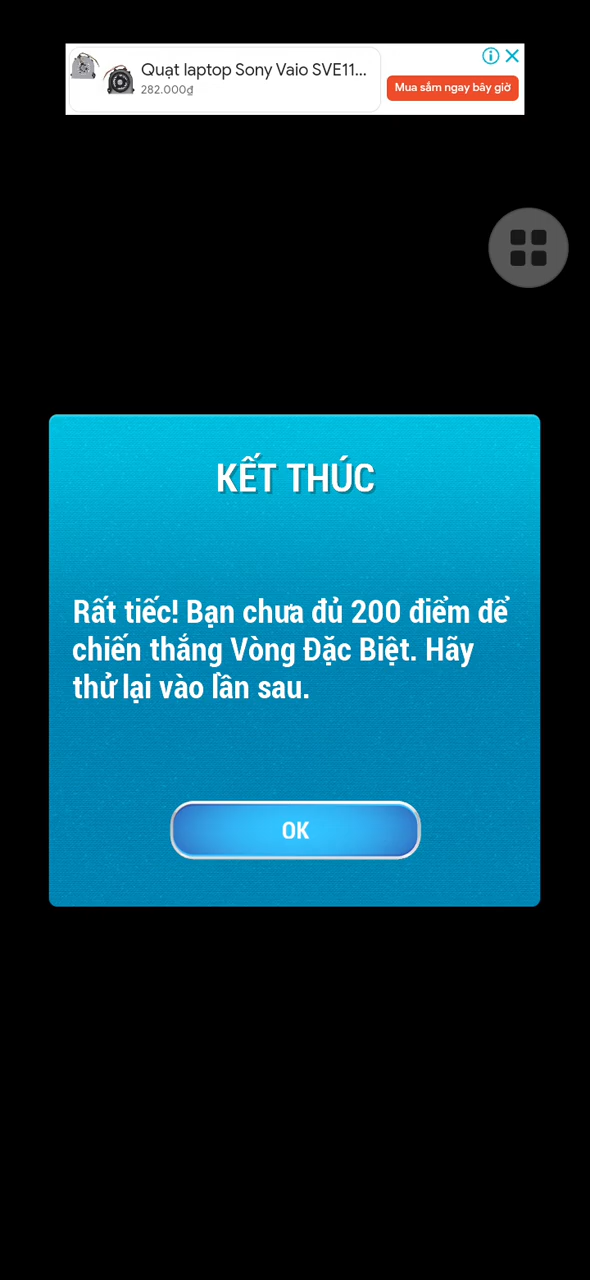 Quạt laptop Sony Vaio SVE11...
282.000₫
Mua sắm ngay bây giờ
KẾT THÚC
Rất tiếc! Bạn chưa đủ 200 điểm để
chiến thắng Vòng Đặc Biệt. Hãy
thử lại vào lần sau.
OK